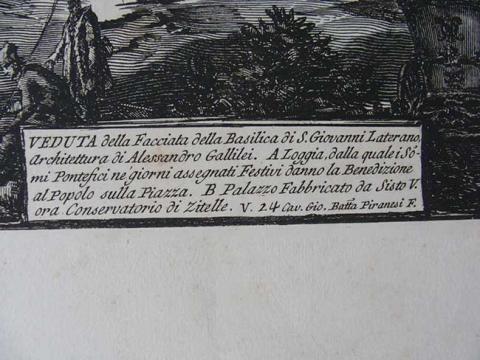 VEDUTA della Facciata della Basilica di S. Giovanni Laterano,
Architettura di Alessandro Gallilei. A Loggia, dalla quale i Sõ-
mi Pontefici ne giorni assegnati Festivi danno la Benedizione
al Popolo sulla Piazza. B Palazzo Fabbricato da Sisto V.
ora Conservatorio di Zitelle. V. 24 Cav. Gio. Batta Piranesi F.